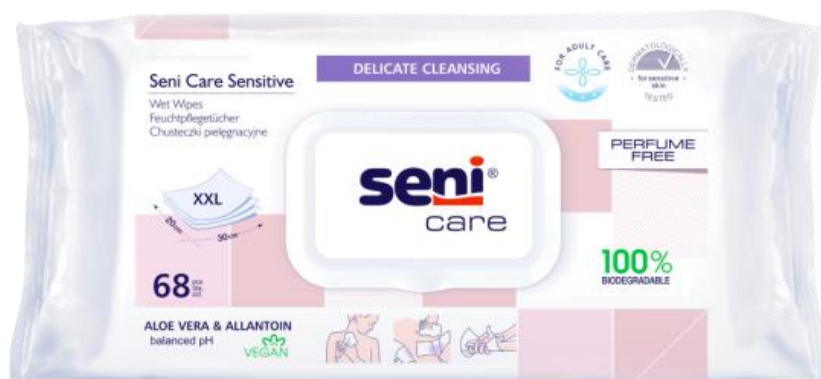 Seni Care Sensitive
Wet Wipes
Feuchtpflegetücher
Chusteczki pielęgnacyjne
DELICATE CLEANSING
FOR ADULT CARE
DERMATOLOGICALLY
for sensitive
skin
TESTED
PERFUME
FREE
XXL
20cm
30cm
seni®
care
68
100%
BIODEGRADABLE
ALOE VERA & ALLANTOIN
balanced pH
VEGAN